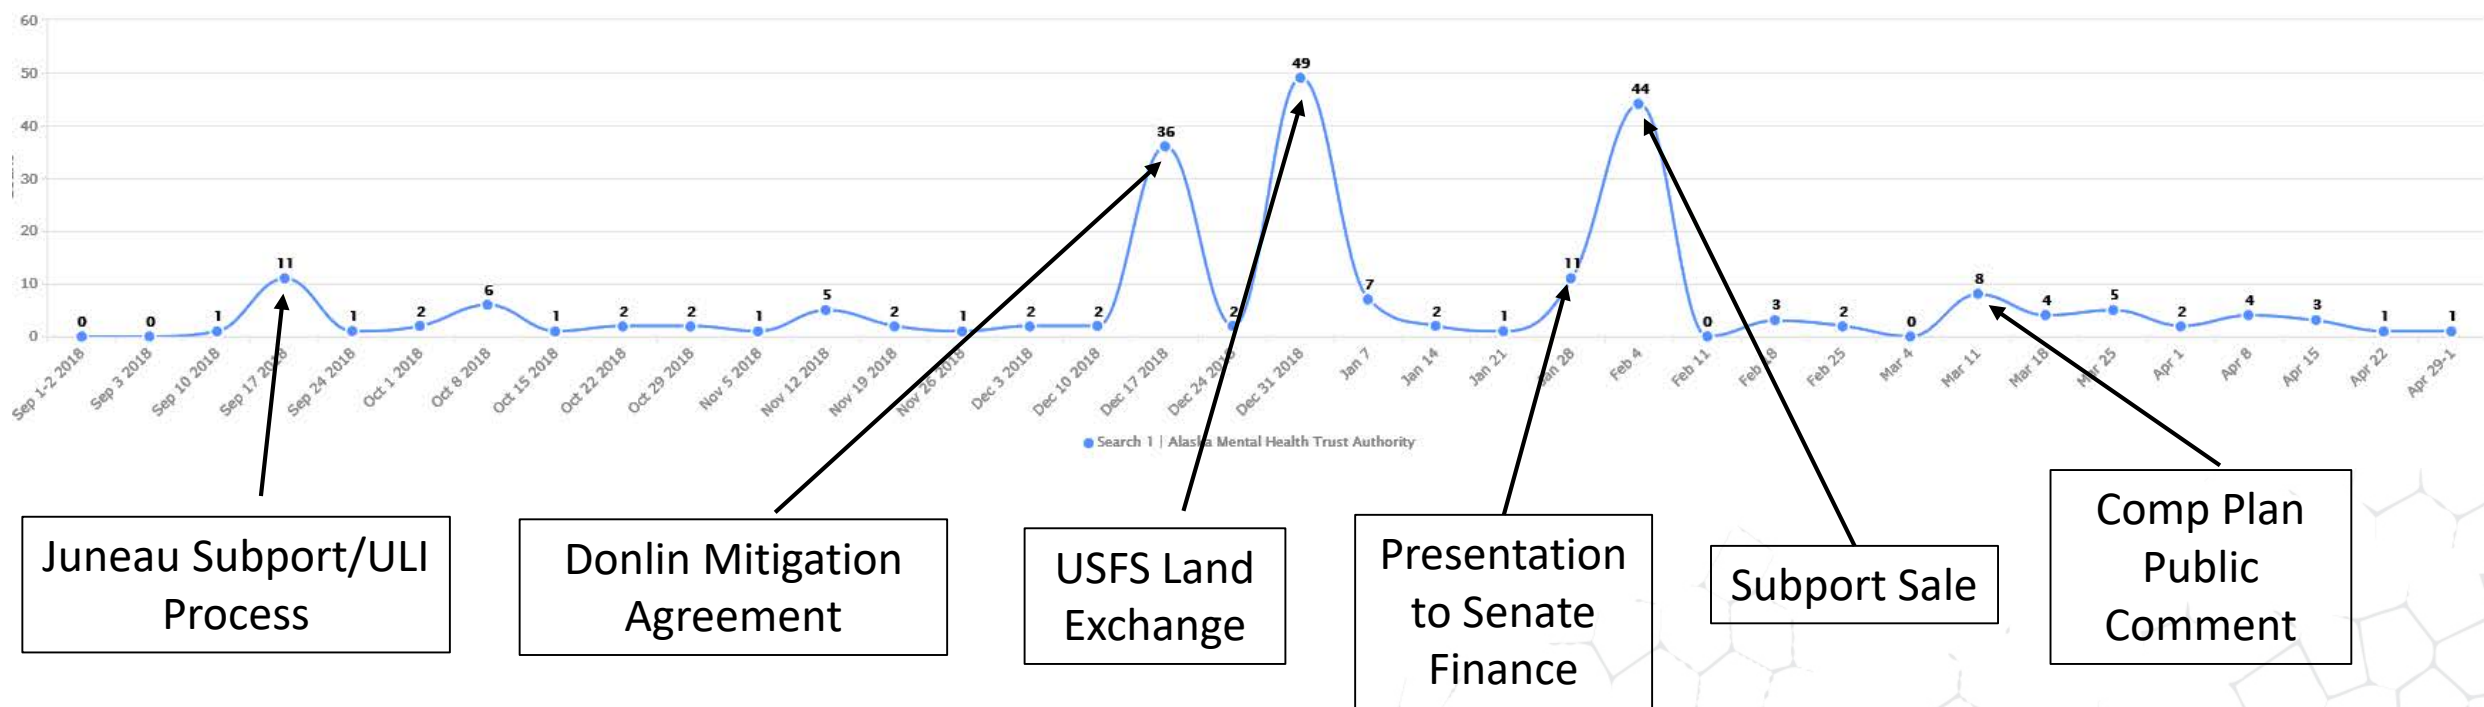 60
50
40
30
20
10
0
0
0
1
11
1
2
6
1
2
2
1
5
2
1
2
2
36
2
49
7
2
1
11
44
0
3
2
0
8
4
5
2
4
3
1
1
Sep 1-2 2018
Sep 3 2018
Sep 10 2018
Sep 17 2018
Sep 24 2018
Oct 1 2018
Oct 8 2018
Oct 15 2018
Oct 22 2018
Oct 29 2018
Nov 5 2018
Nov 12 2018
Nov 19 2018
Nov 26 2018
Dec 3 2018
Dec 10 2018
Dec 17 2018
Dec 24 2018
Dec 31 2018
Jan 7
Jan 14
Jan 21
Jan 28
Feb 4
Feb 11
Feb 18
Feb 25
Mar 4
Mar 11
Mar 18
Mar 25
Apr 1
Apr 8
Apr 15
Apr 22
Apr 29-1
Search 1 | Alaska Mental Health Trust Authority
Juneau Subport/ULI
Process
Donlin Mitigation
Agreement
USFS Land
Exchange
Presentation
to Senate
Finance
Subport Sale
Comp Plan
Public
Comment